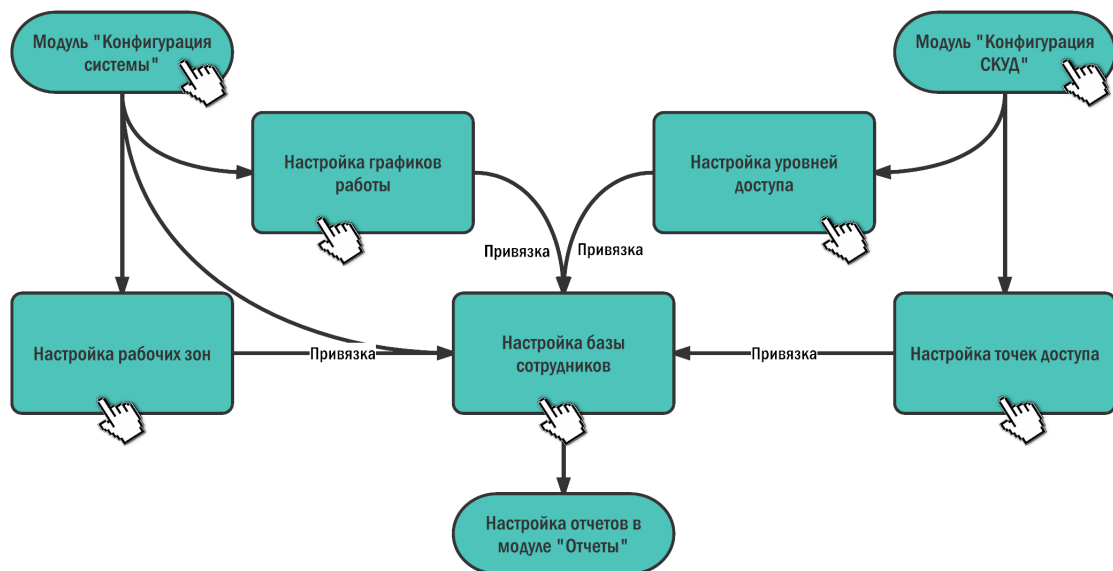 Модуль "Конфигурация
системы"
Модуль "Конфигурация
СКУД"
Настройка графиков
работы
Настройка уровней
доступа
Привязка
Привязка
Настройка рабочих зон
Привязка
Настройка базы
сотрудников
Привязка
Настройка точек доступа
Настройка отчетов в
модуле "Отчеты"